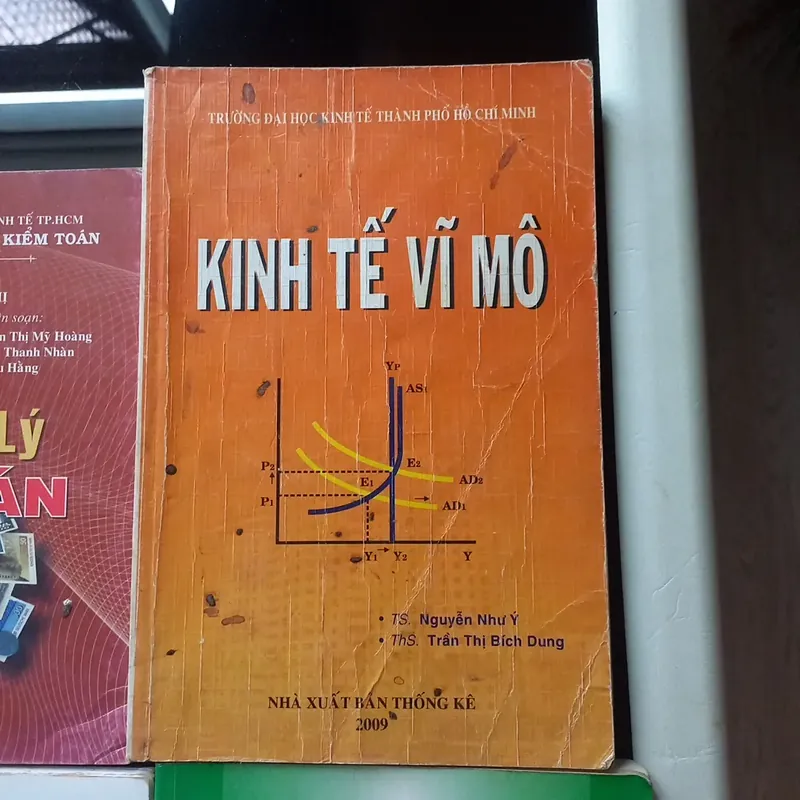 TRƯỜNG ĐẠI HỌC KINH TẾ THÀNH PHỐ HỒ CHÍ MINH
KINH TẾ VĨ MÔ
YP
AS1
P2
E2
E1
AD2
P1
AD1
Y1
Y2
Y
• TS. Nguyễn Như Ý
• ThS. Trần Thị Bích Dung
NHÀ XUẤT BẢN THỐNG KÊ
2009
TẾ TP.HCM
KIỂM TOÁN
soạn:
Thị Mỹ Hoàng
Thanh Nhàn
Hằng
LÝ